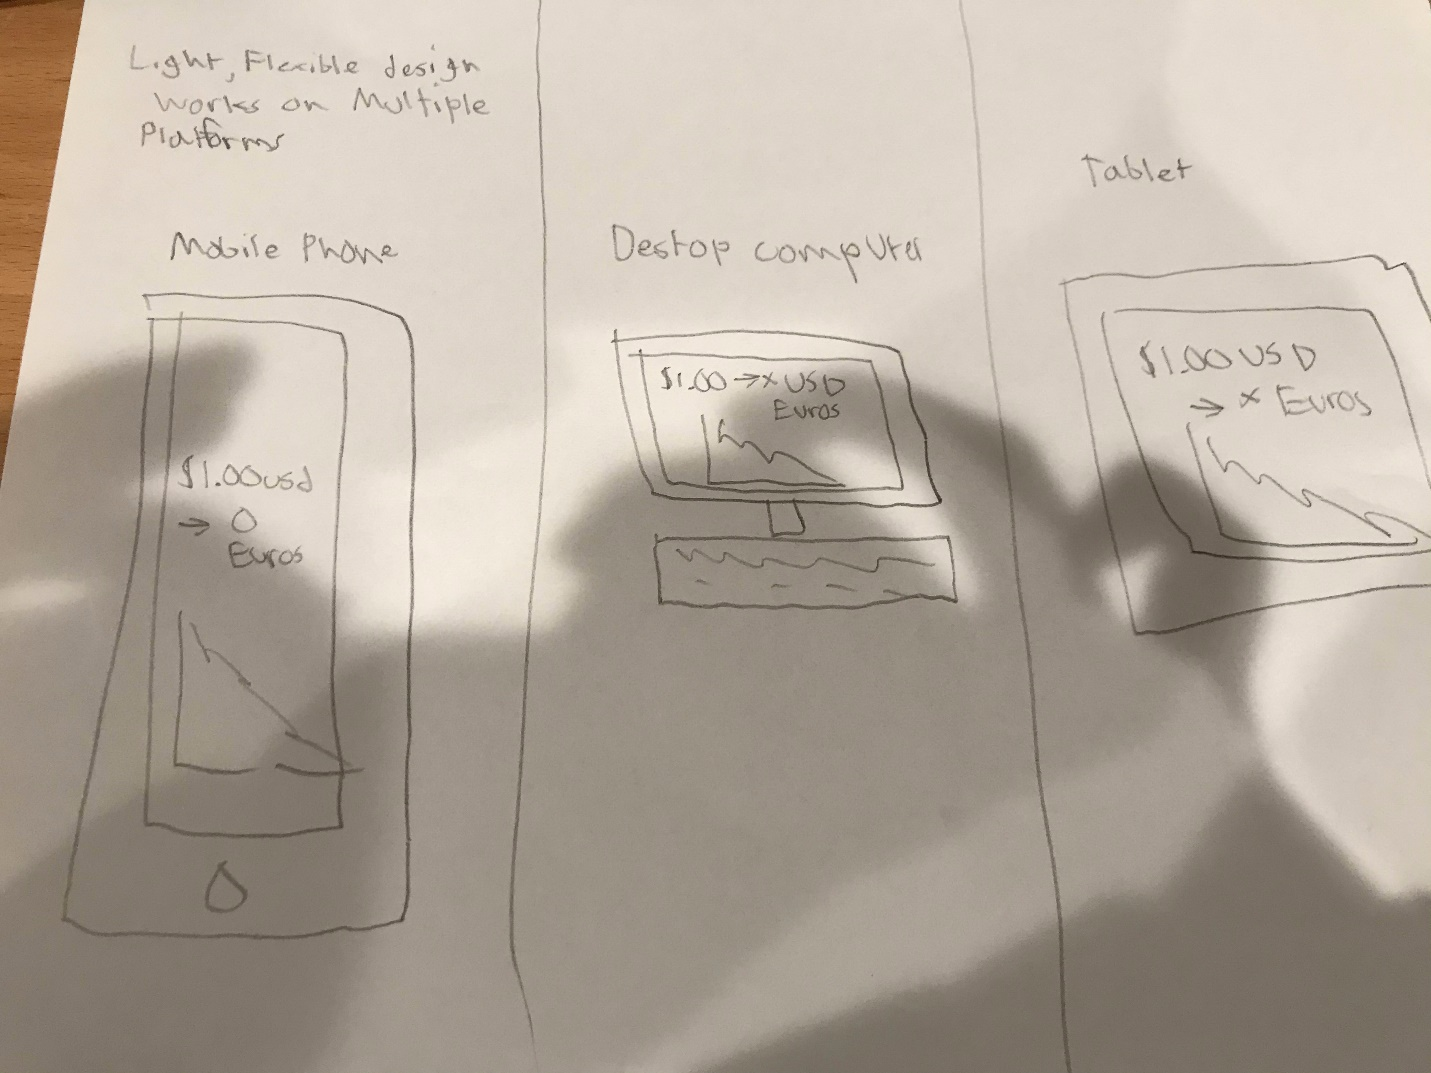 Light, Flexible design
works on Multiple
Platforms
Mobile Phone
$1.00usd
→ 0
Euros
Destop computer
$1.00 → x USD
Euros
Tablet
$1.00 USD
→ x Euros